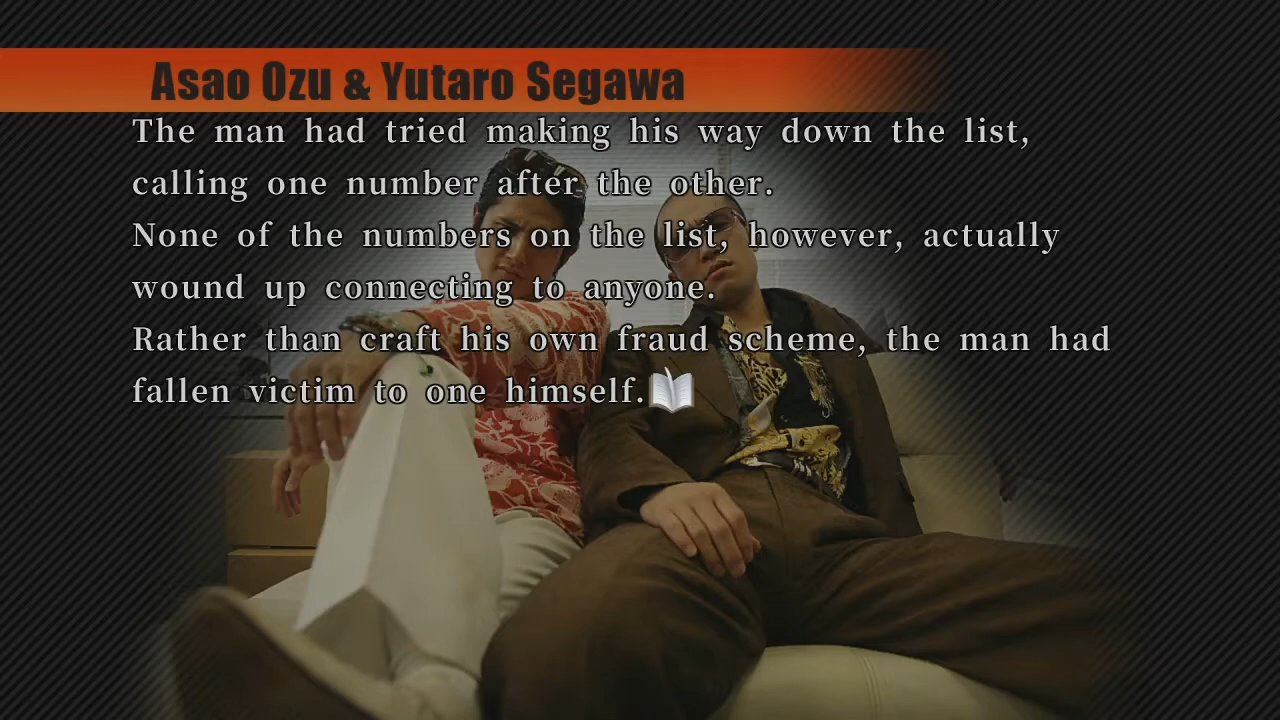 Asao Ozu & Yutaro Segawa
The man had tried making his way down the list,
calling one number after the other.
None of the numbers on the list, however, actually
wound up connecting to anyone.
Rather than craft his own fraud scheme, the man had
fallen victim to one himself.